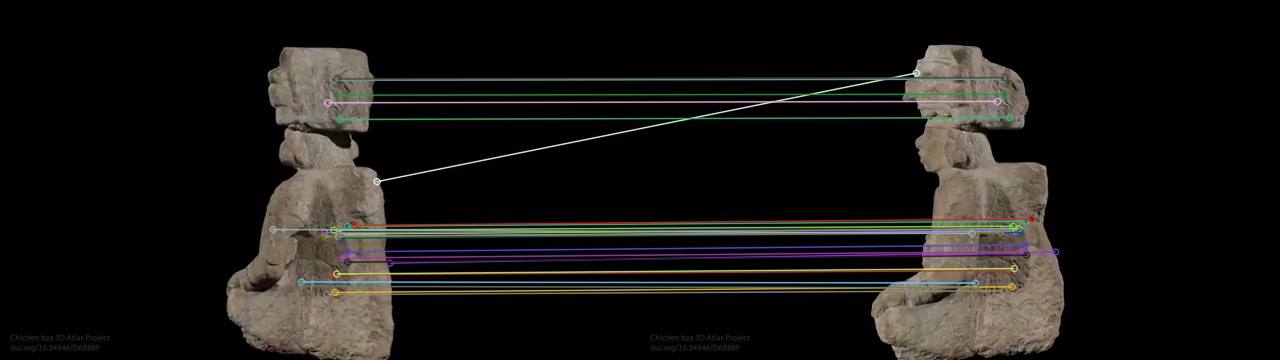 Chichen Itza 3D Atlas Project
doi.org/10.34946/D6B88P
Chichen Itza 3D Atlas Project
doi.org/10.34946/D6B88P